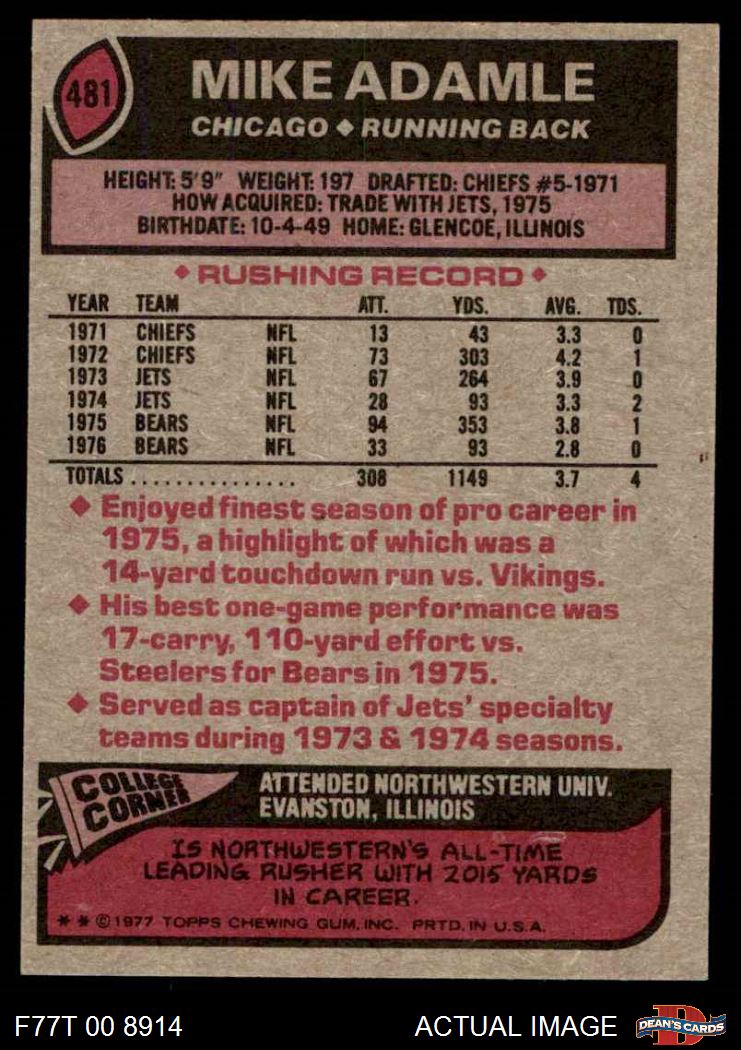 481
MIKE ADAMLE
CHICAGO ◆ RUNNING BACK
HEIGHT: 5'9" WEIGHT: 197 DRAFTED: CHIEFS #5-1971
HOW ACQUIRED: TRADE WITH JETS, 1975
BIRTHDATE: 10-4-49 HOME: GLENCOE, ILLINOIS
◆ RUSHING RECORD ◆
YEAR TEAM ATT. YDS. AVG. TDS.
1971 CHIEFS NFL 13 43 3.3 0
1972 CHIEFS NFL 73 303 4.2 1
1973 JETS NFL 67 264 3.9 0
1974 JETS NFL 28 93 3.3 2
1975 BEARS NFL 94 353 3.8 1
1976 BEARS NFL 33 93 2.8 0
TOTALS ............... 308 1149 3.7 4
◆ Enjoyed finest season of pro career in
1975, a highlight of which was a
14-yard touchdown run vs. Vikings.
◆ His best one-game performance was
17-carry, 110-yard effort vs.
Steelers for Bears in 1975.
◆ Served as captain of Jets' specialty
teams during 1973 & 1974 seasons.
COLLEGE
CORNER
ATTENDED NORTHWESTERN UNIV.
EVANSTON, ILLINOIS
IS NORTHWESTERN'S ALL-TIME
LEADING RUSHER WITH 2015 YARDS
IN CAREER.
* * © 1977 TOPPS CHEWING GUM, INC. PRTD. IN U.S.A.
F77T 00 8914 ACTUAL IMAGE
D
DEAN'S CARDS